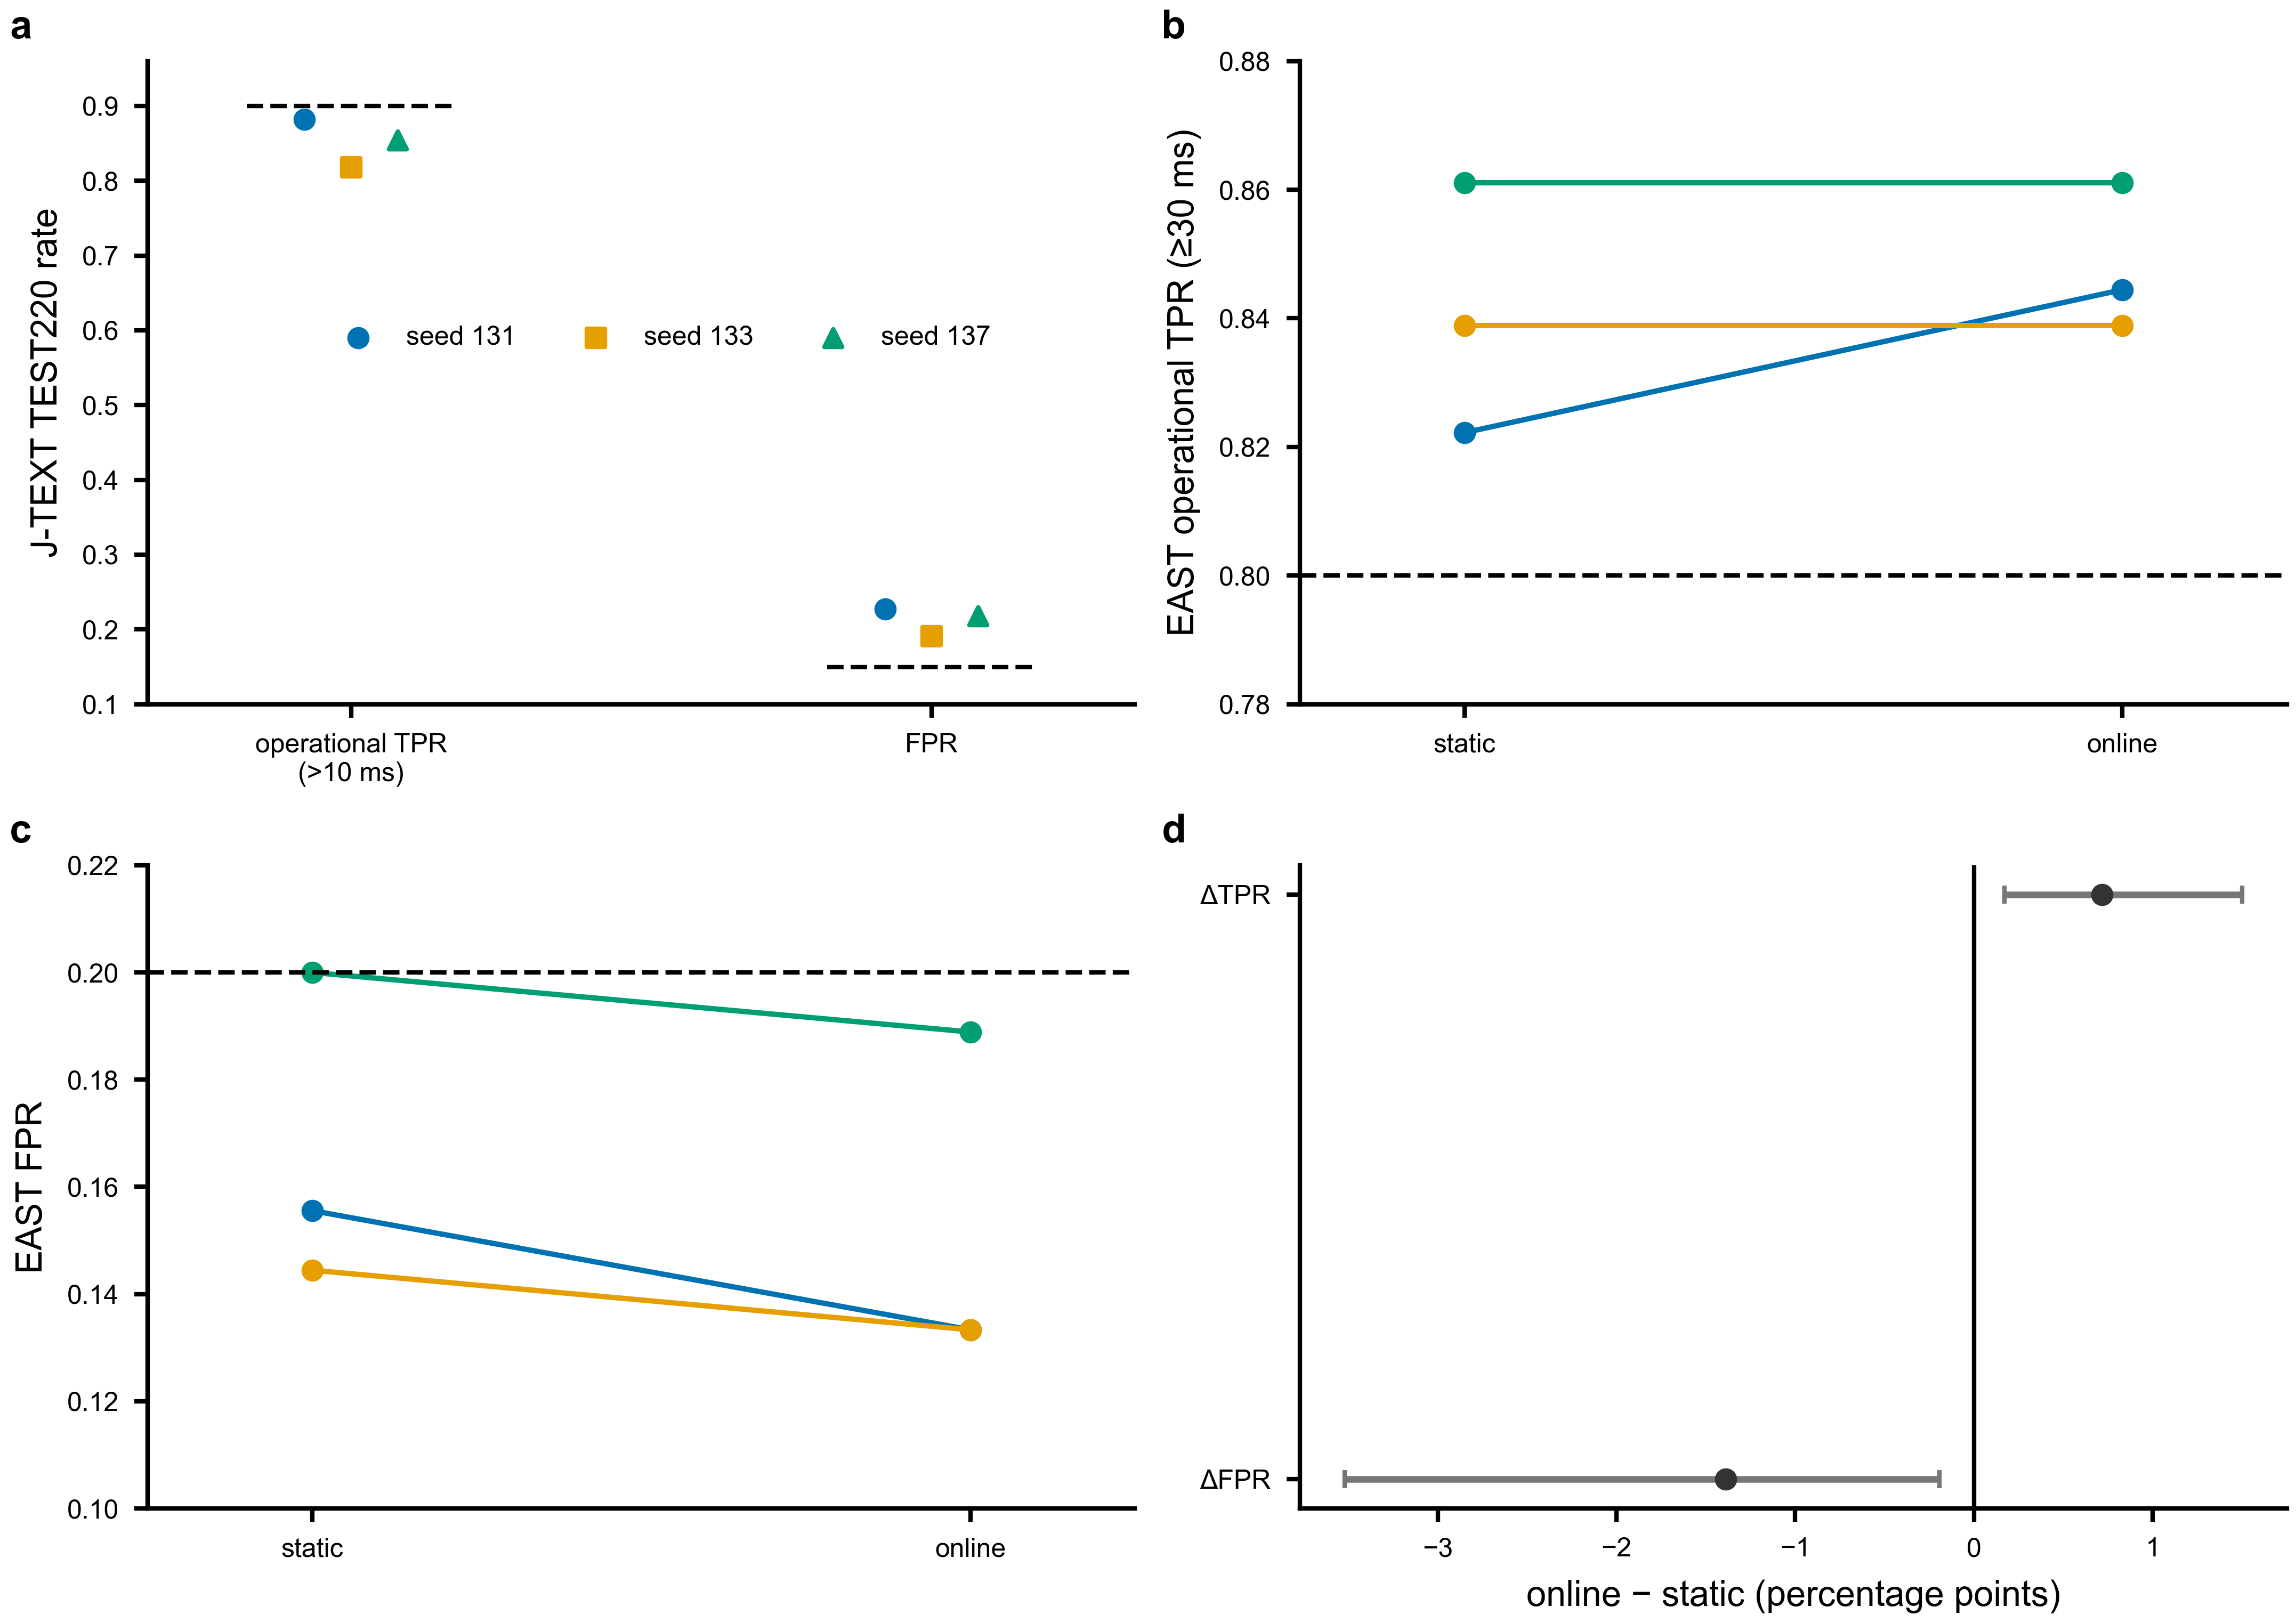 a
J-TEXT TEST220 rate
0.9
0.8
0.7
0.6
0.5
0.4
0.3
0.2
0.1
seed 131
seed 133
seed 137
operational TPR
(>10 ms)
FPR
b
EAST operational TPR (≥30 ms)
0.88
0.86
0.84
0.82
0.80
0.78
static
online
c
EAST FPR
0.22
0.20
0.18
0.16
0.14
0.12
0.10
static
online
d
ΔTPR
ΔFPR
−3
−2
−1
0
1
online − static (percentage points)